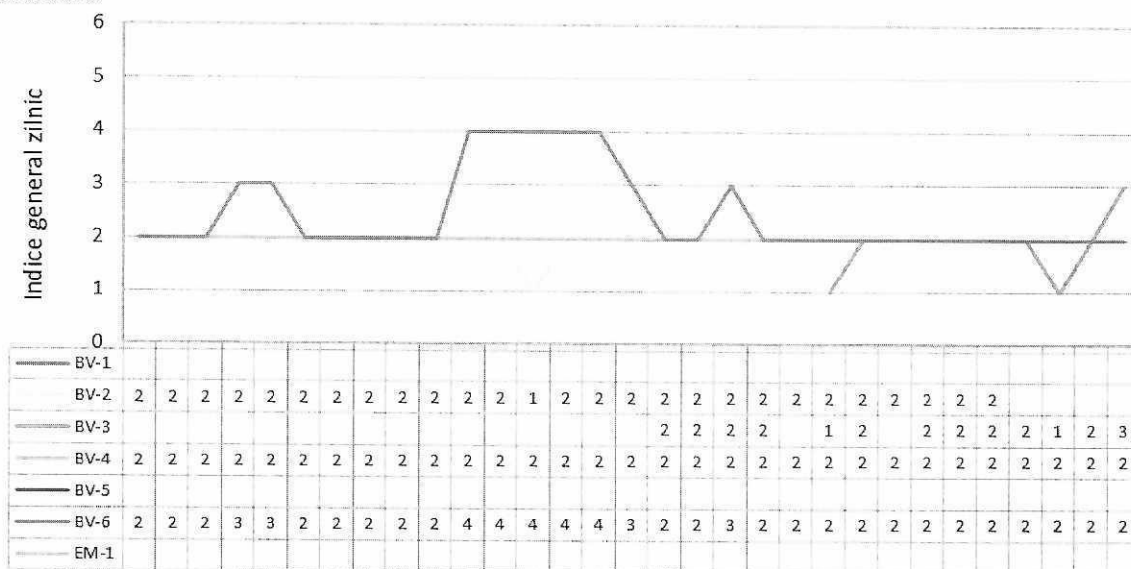 Indice general zilnic
6
5
4
3
2
1
0
BV-1
BV-2 2 2 2 2 2 2 2 2 2 2 2 2 1 2 2 2 2 2 2 2 2 2 2 2 2 2 2
BV-3 2 2 2 2 1 2 2 2 2 2 1 2 3
BV-4 2 2 2 2 2 2 2 2 2 2 2 2 2 2 2 2 2 2 2 2 2 2 2 2 2 2 2 2 2 2 2
BV-5
BV-6 2 2 2 3 3 2 2 2 2 2 4 4 4 4 4 3 2 2 3 2 2 2 2 2 2 2 2 2 2 2 2
EM-1